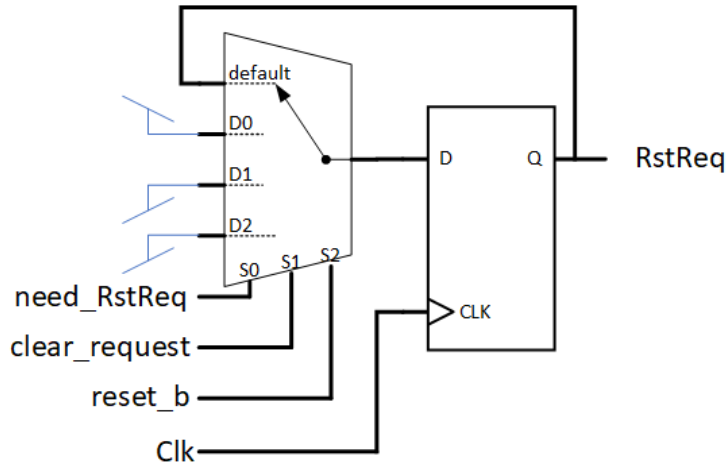 default
D0
D1
D2
S0
S1
S2
need_RstReq
clear_request
reset_b
Clk
D
Q
CLK
RstReq